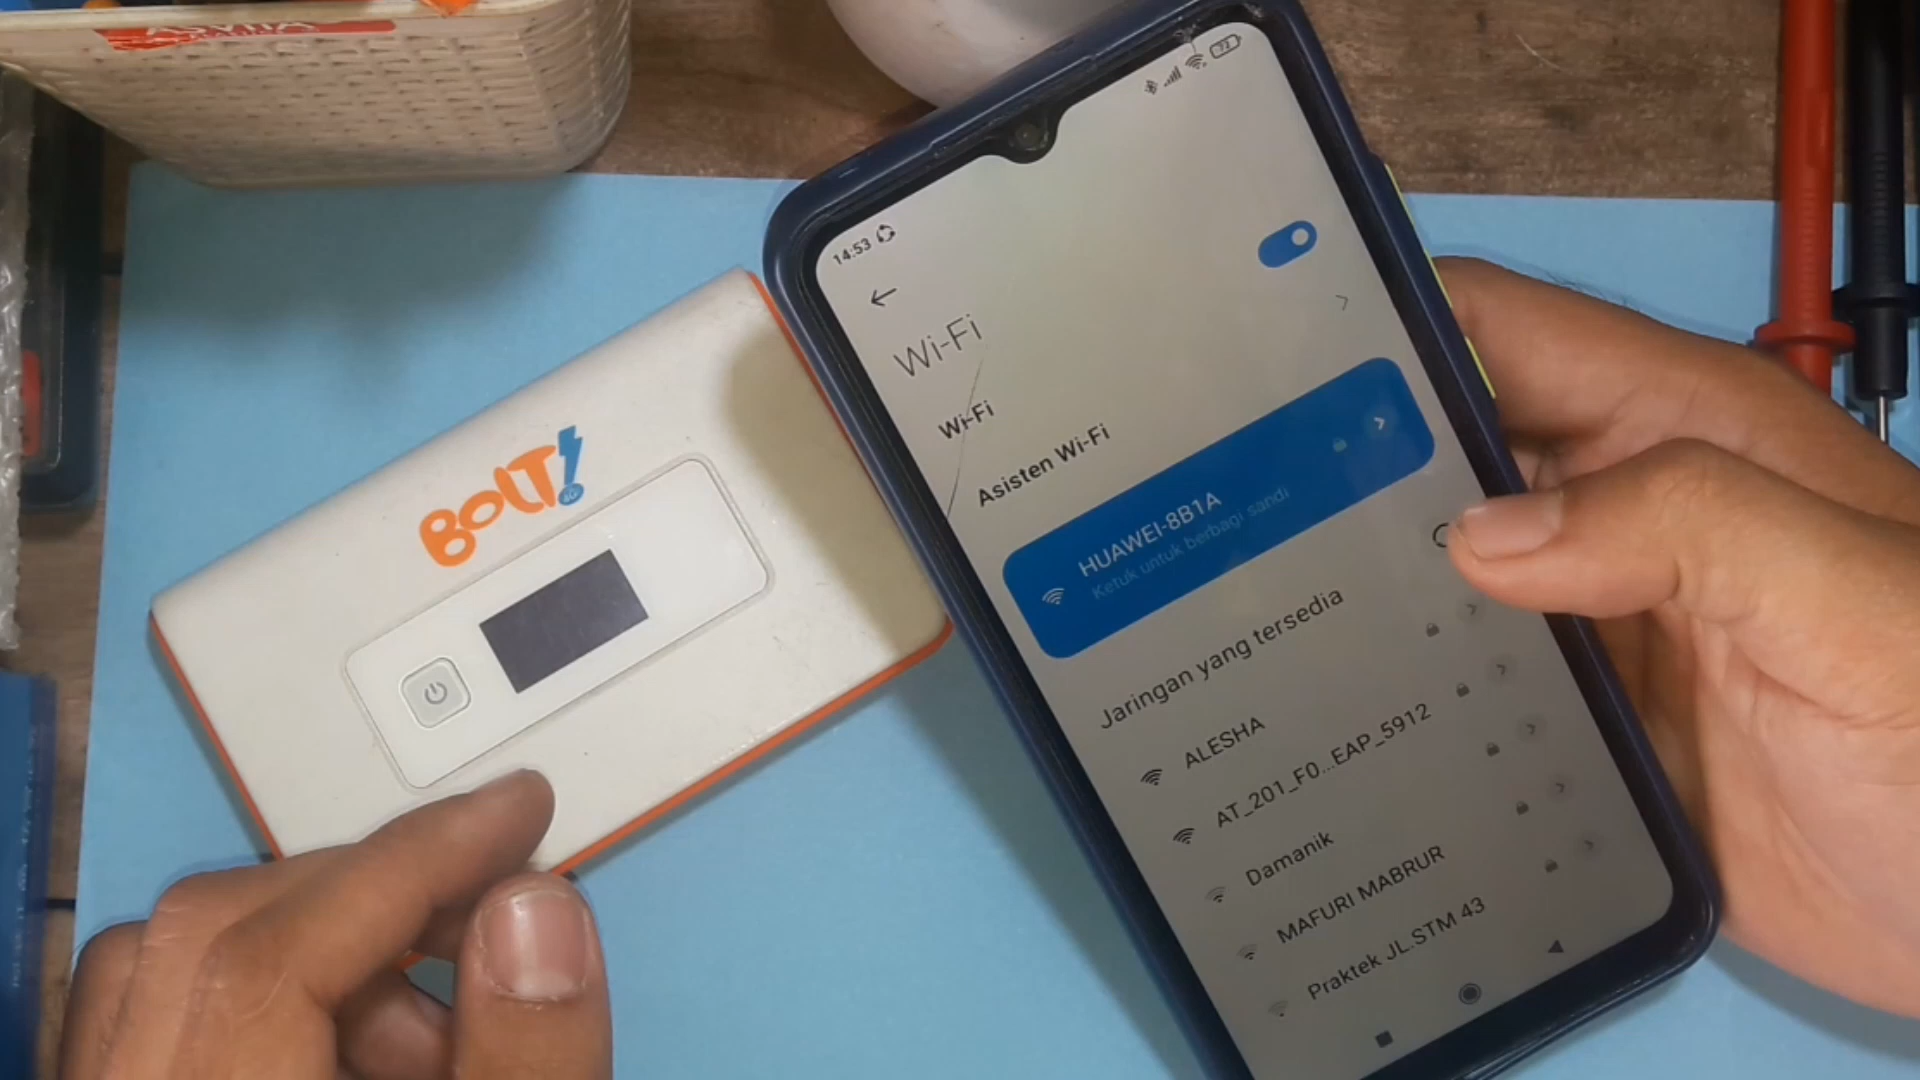 BOLT!
4G
72
14:53
Wi-Fi
Wi-Fi
Asisten Wi-Fi
HUAWEI-8B1A
Ketuk untuk berbagi sandi
Jaringan yang tersedia
ALESHA
AT_201_F0...EAP_5912
Damanik
MAFURI MABRUR
Praktek JL.STM 43